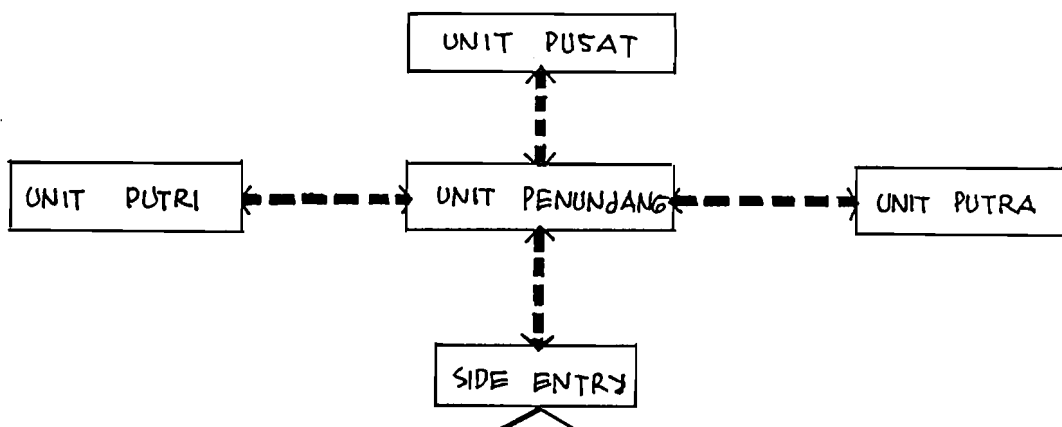 UNIT PUSAT
UNIT PUTRI
UNIT PENUNJANG
UNIT PUTRA
SIDE ENTRY